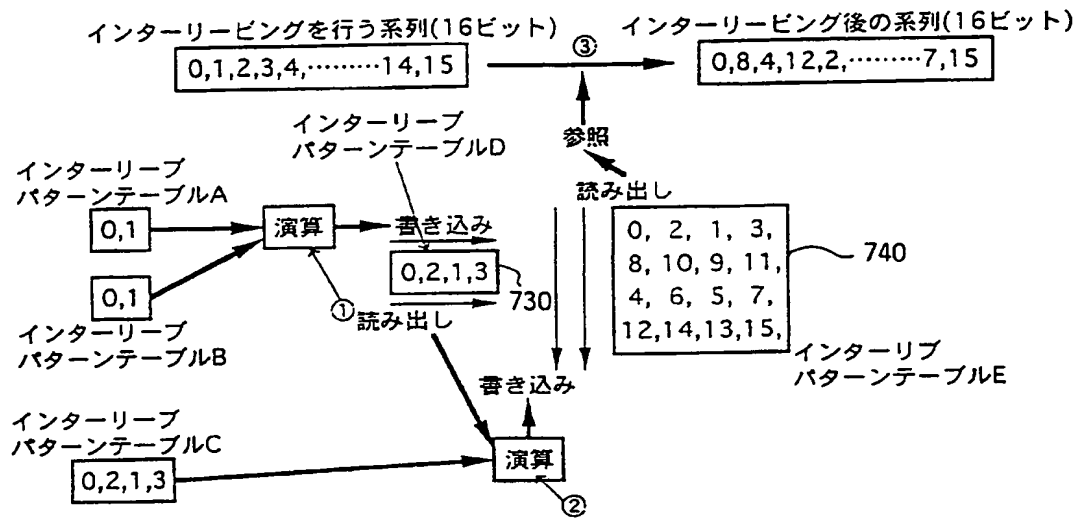 インターリービングを行う系列(16ビット)
0,1,2,3,4,………14,15
③
インターリービング後の系列(16ビット)
0,8,4,12,2,………7,15
インターリーブ
パターンテーブルD
参照
インターリーブ
パターンテーブルA
読み出し
0,1
演算
書き込み
0, 2, 1, 3,
8, 10, 9, 11,
4, 6, 5, 7,
12,14,13,15,
740
0,2,1,3
730
0,1
①
読み出し
インターリーブ
パターンテーブルB
インターリブ
パターンテーブルE
書き込み
インターリーブ
パターンテーブルC
0,2,1,3
演算
②